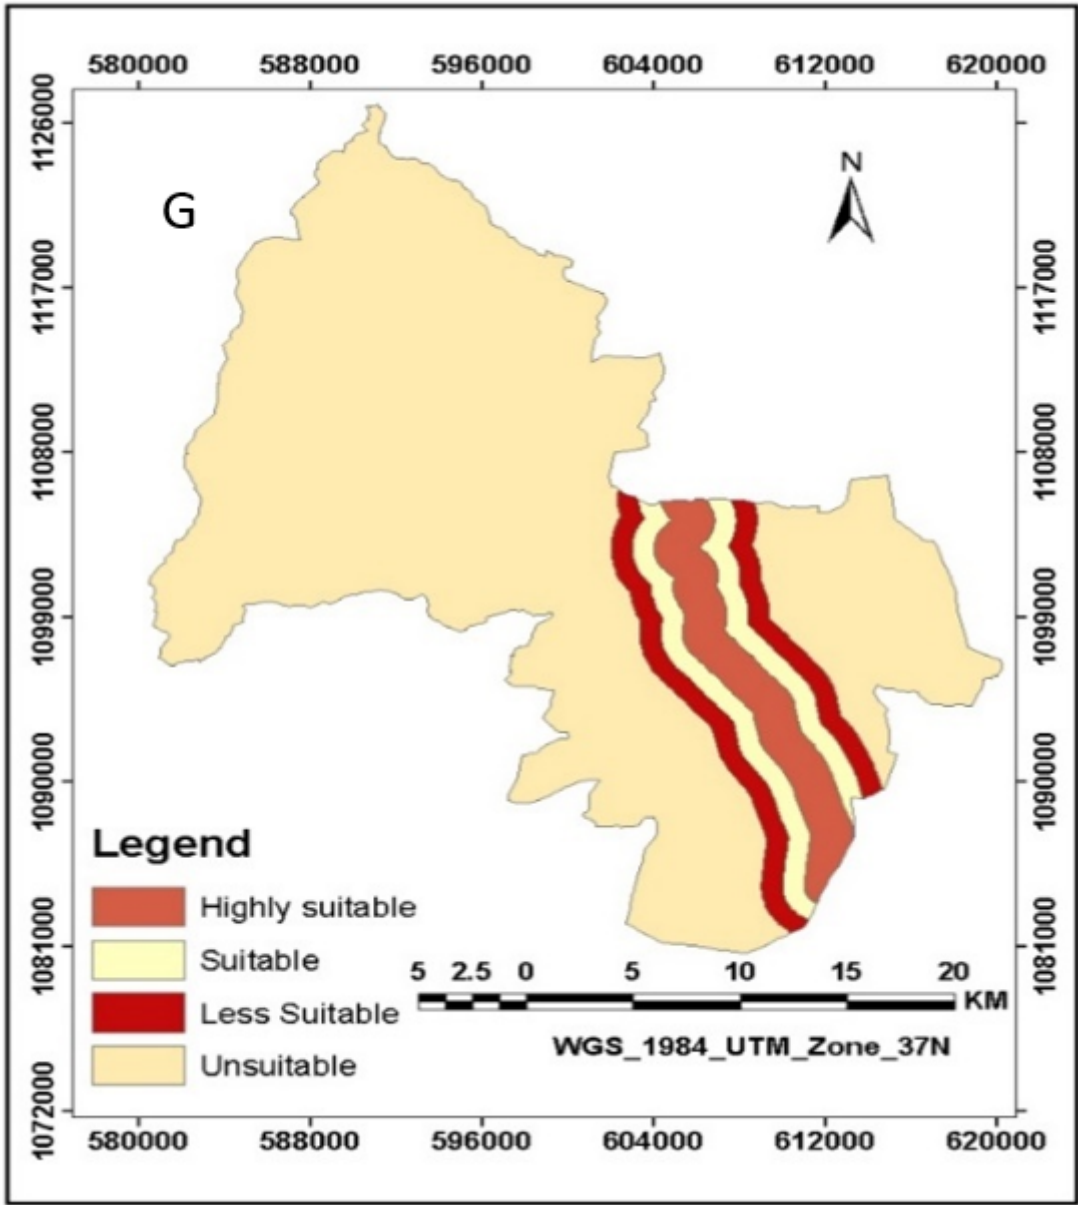 580000 588000 596000 604000 612000 620000
1126000
N
G
1117000 1117000
1108000 1108000
1099000 1099000
1090000 1090000
Legend
Highly suitable
Suitable
Less Suitable
Unsuitable
1081000 1081000
5 2.5 0 5 10 15 20
KM
WGS_1984_UTM_Zone_37N
1072000
580000 588000 596000 604000 612000 620000